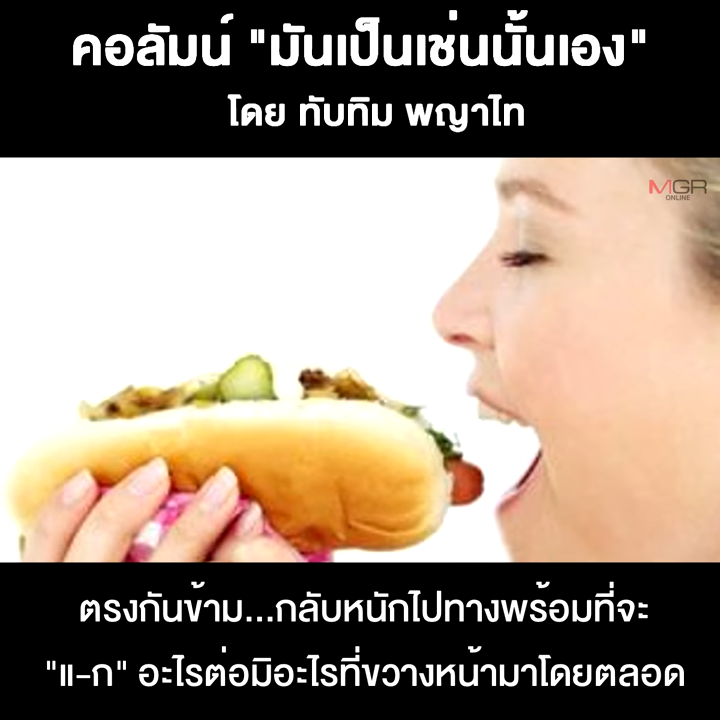 คอลัมน์ "มันเป็นเช่นนั้นเอง"
โดย ทับทิม พญาไท
MGR
ONLINE
ตรงกันข้าม...กลับหนักไปทางพร้อมที่จะ
"แ-ก" อะไรต่อมิอะไรที่ขวางหน้ามาโดยตลอด